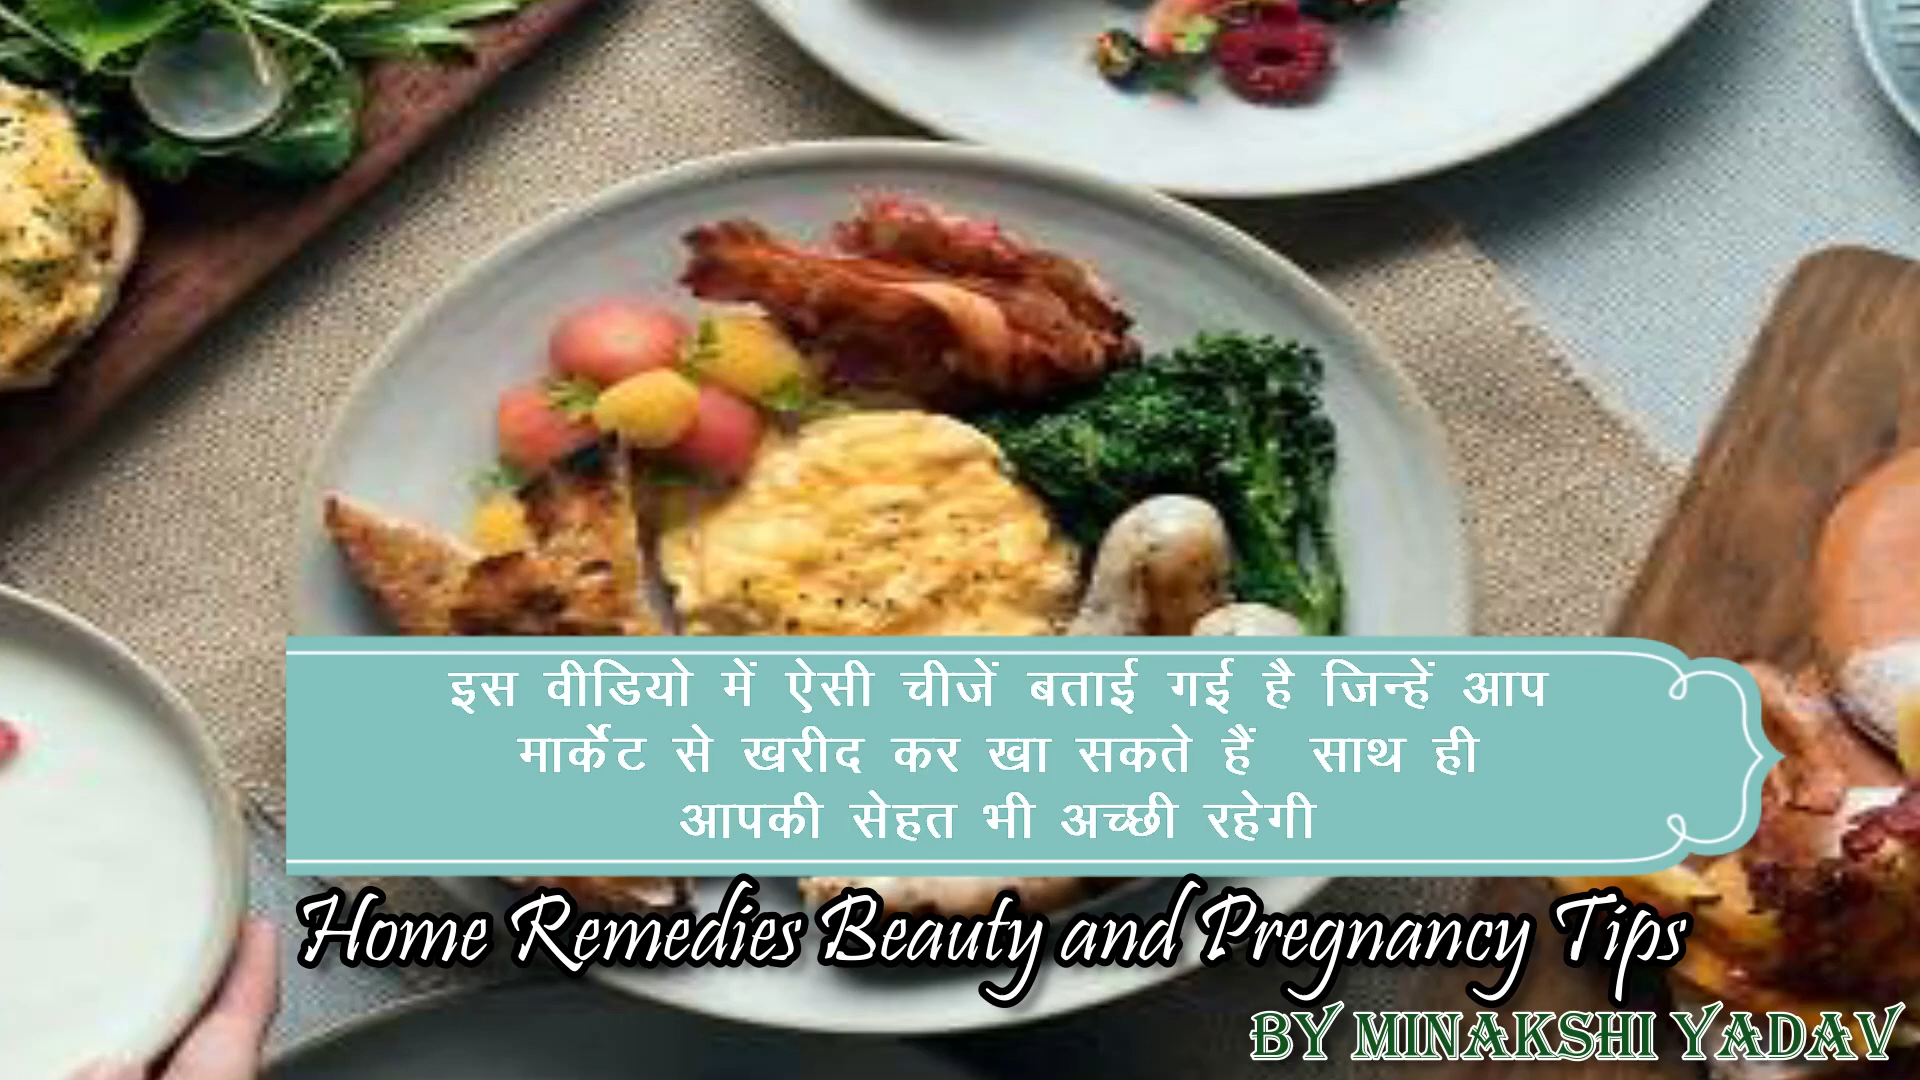 इस वीडियो में ऐसी चीजें बताई गई है जिन्हें आप
मार्केट से खरीद कर खा सकते हैं साथ ही
आपकी सेहत भी अच्छी रहेगी
Home Remedies Beauty and Pregnancy Tips
BY MINAKSHI YADAV